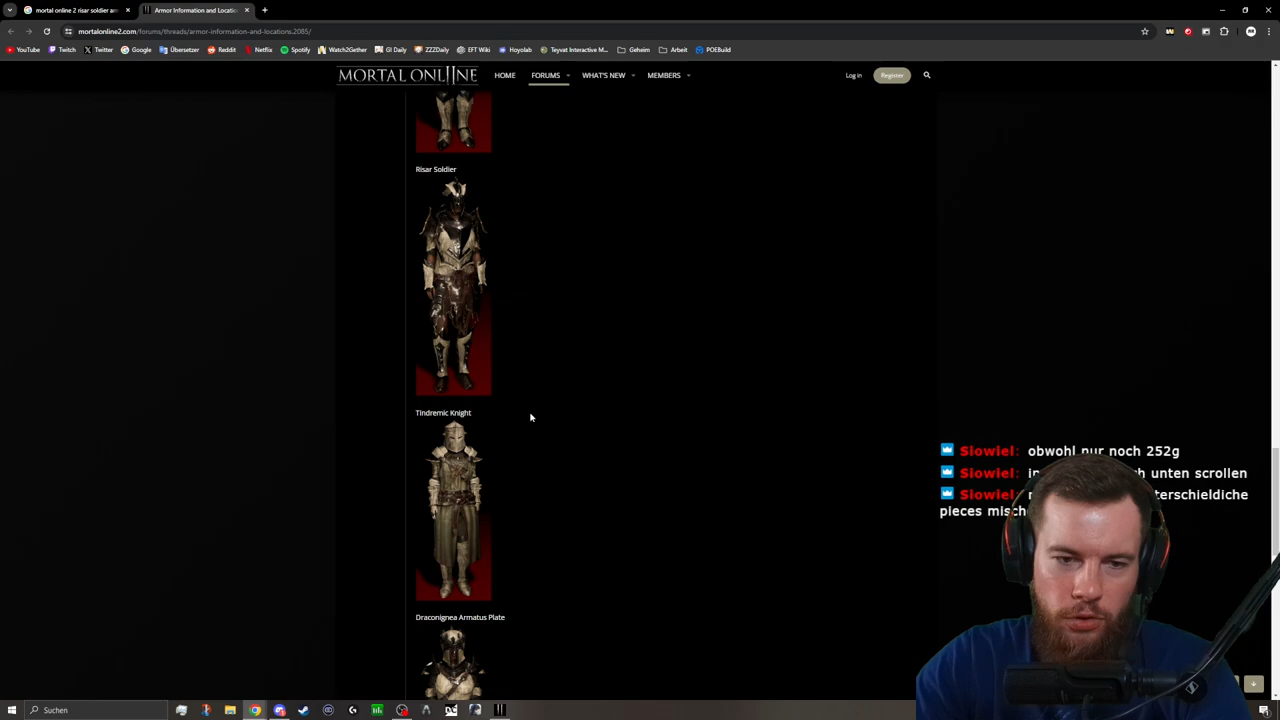 mortal online 2 risar soldier ar
Armor Information and Locatio
mortalonline2.com/forums/threads/armor-information-and-locations.2085/
YouTube Twitch Twitter Google Übersetzer Reddit Netflix Spotify Watch2Gether GI Daily ZZZDaily EFT Wiki Hoyolab Teyvat Interactive M... Geheim Arbeit POEBuild
MORTAL ONLINE HOME FORUMS WHAT'S NEW MEMBERS Log in Register
Risar Soldier
Tindremic Knight
Draconignea Armatus Plate
Slowiel: obwohl nur noch 252g
Slowiel: unten scrollen
Slowiel:
pieces
Suchen